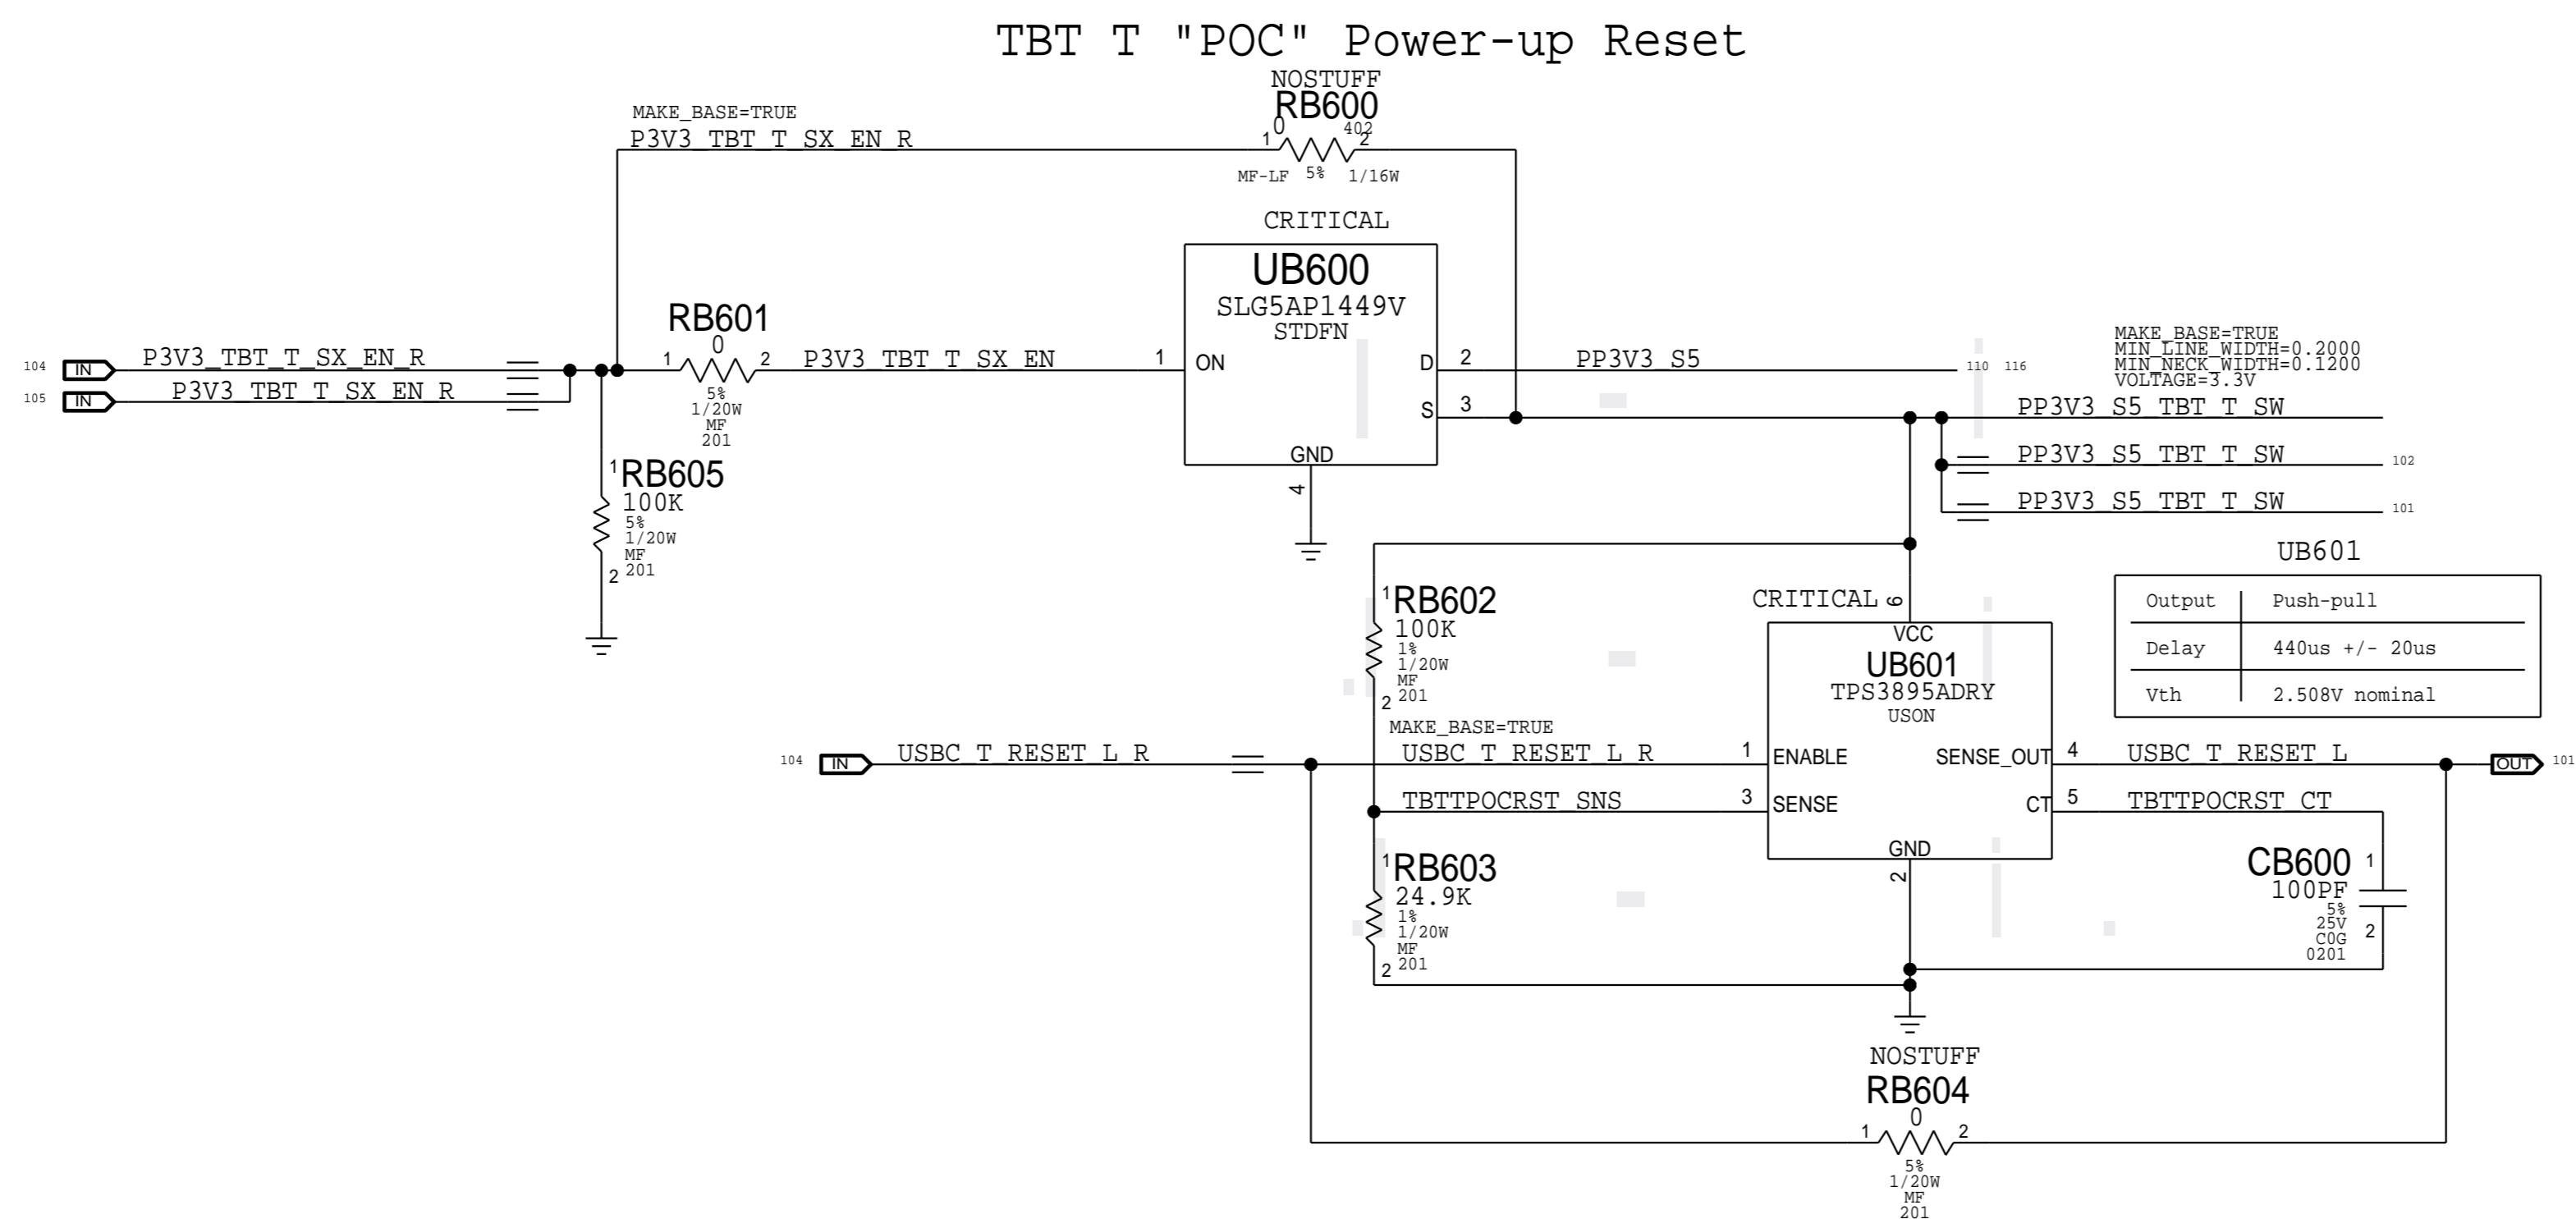 TBT T "POC" Power-up Reset
NOSTUFF
RB600
0
402
1
2
MF-LF
5%
1/16W
MAKE_BASE=TRUE
P3V3_TBT_T_SX_EN_R
CRITICAL
UB600
SLG5AP1449V
STDFN
ON
D
S
GND
1
2
3
4
104
IN
P3V3_TBT_T_SX_EN_R
105
IN
P3V3_TBT_T_SX_EN_R
RB601
0
1
2
5%
1/20W
MF
201
P3V3_TBT_T_SX_EN
PP3V3_S5
110
116
MAKE_BASE=TRUE
MIN_LINE_WIDTH=0.2000
MIN_NECK_WIDTH=0.1200
VOLTAGE=3.3V
PP3V3_S5_TBT_T_SW
PP3V3_S5_TBT_T_SW
102
PP3V3_S5_TBT_T_SW
101
1
RB605
100K
5%
1/20W
MF
201
2
UB601
Output
Push-pull
Delay
440us +/- 20us
Vth
2.508V nominal
1
RB602
100K
1%
1/20W
MF
201
2
CRITICAL
6
VCC
UB601
TPS3895ADRY
USON
ENABLE
SENSE_OUT
SENSE
CT
GND
1
3
4
5
2
104
IN
USBC_T_RESET_L_R
MAKE_BASE=TRUE
USBC_T_RESET_L_R
TBTTPOCRST_SNS
USBC_T_RESET_L
OUT
101
TBTTPOCRST_CT
1
RB603
24.9K
1%
1/20W
MF
201
2
CB600
100PF
5%
25V
C0G
0201
1
2
NOSTUFF
RB604
0
1
2
5%
1/20W
MF
201